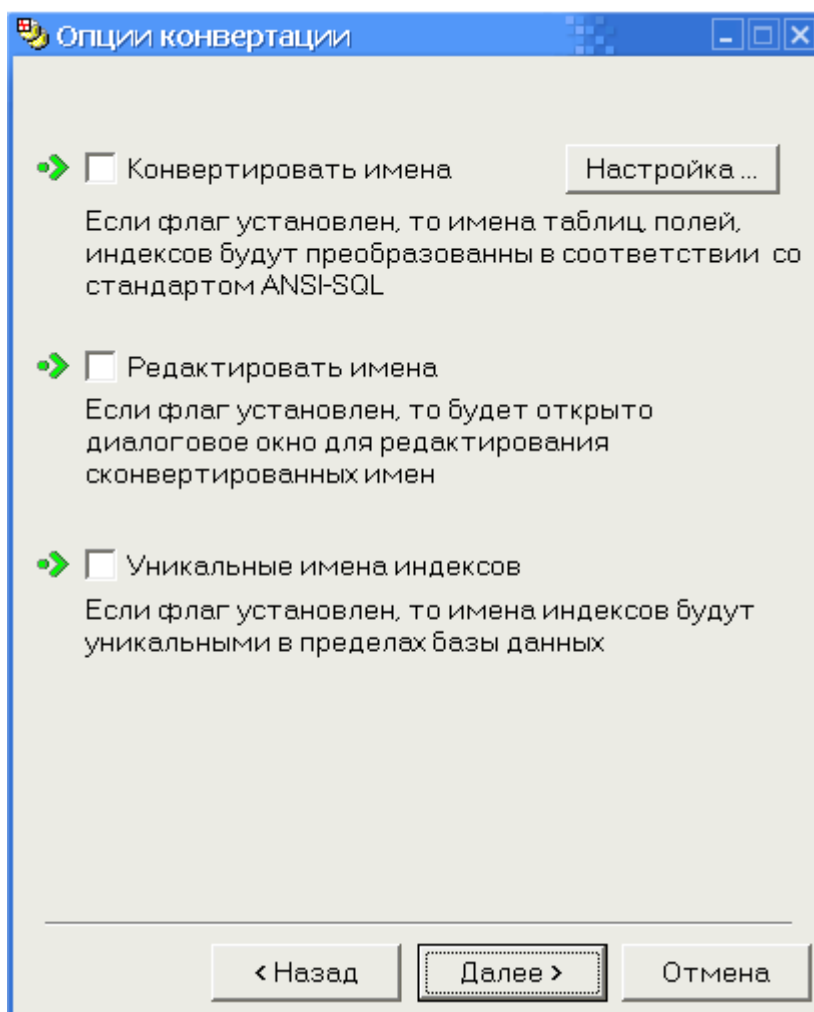 Опции конвертации
Конвертировать имена
Настройка ...
Если флаг установлен, то имена таблиц, полей,
индексов будут преобразованны в соответствии со
стандартом ANSI-SQL
Редактировать имена
Если флаг установлен, то будет открыто
диалоговое окно для редактирования
сконвертированных имен
Уникальные имена индексов
Если флаг установлен, то имена индексов будут
уникальными в пределах базы данных
< Назад
Далее >
Отмена